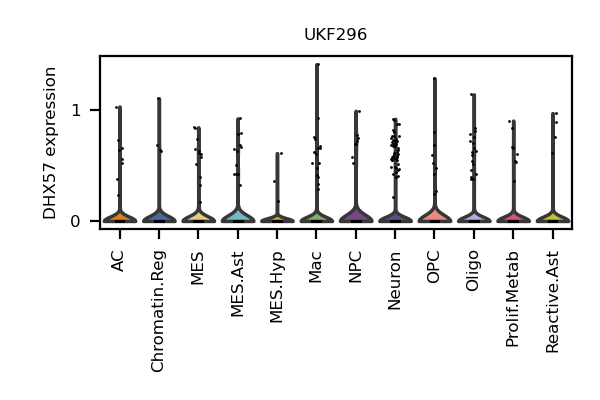 UKF296
DHX57 expression
1
0
AC
Chromatin.Reg
MES
MES.Ast
MES.Hyp
Mac
NPC
Neuron
OPC
Oligo
Prolif.Metab
Reactive.Ast